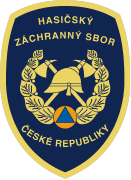 HASIČSKÝ
ZÁCHRANNÝ SBOR
ČESKÉ REPUBLIKY